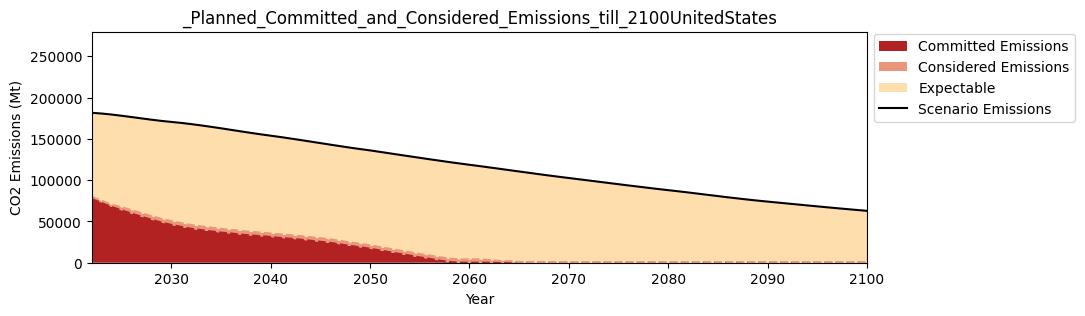 _Planned_Committed_and_Considered_Emissions_till_2100UnitedStates
CO2 Emissions (Mt)
250000
200000
150000
100000
50000
0
2030 2040 2050 2060 2070 2080 2090 2100
Year
Committed Emissions
Considered Emissions
Expectable
Scenario Emissions